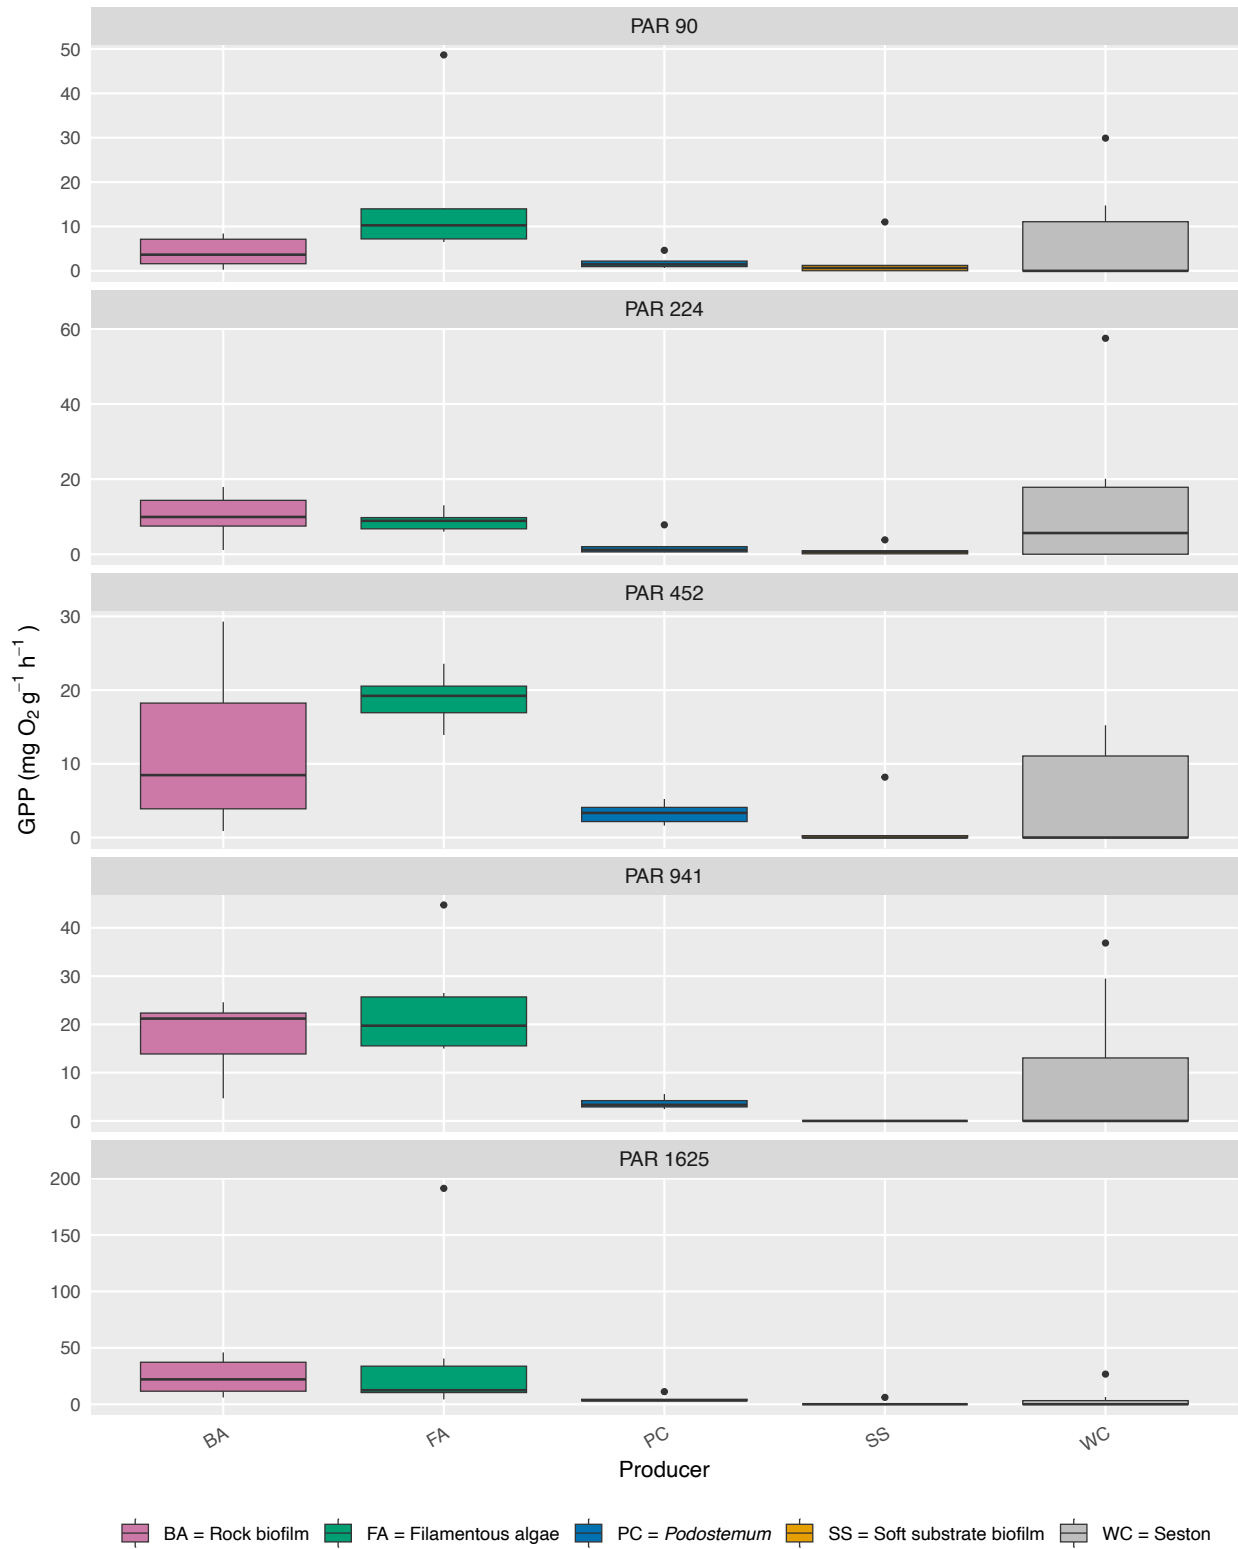 PAR 90
50
40
30
20
10
0
PAR 224
60
40
20
0
PAR 452
30
20
10
0
GPP (mg O₂ g⁻¹ h⁻¹ )
PAR 941
40
30
20
10
0
PAR 1625
200
150
100
50
0
BA FA PC SS WC
Producer
BA = Rock biofilm FA = Filamentous algae PC = Podostemum SS = Soft substrate biofilm WC = Seston